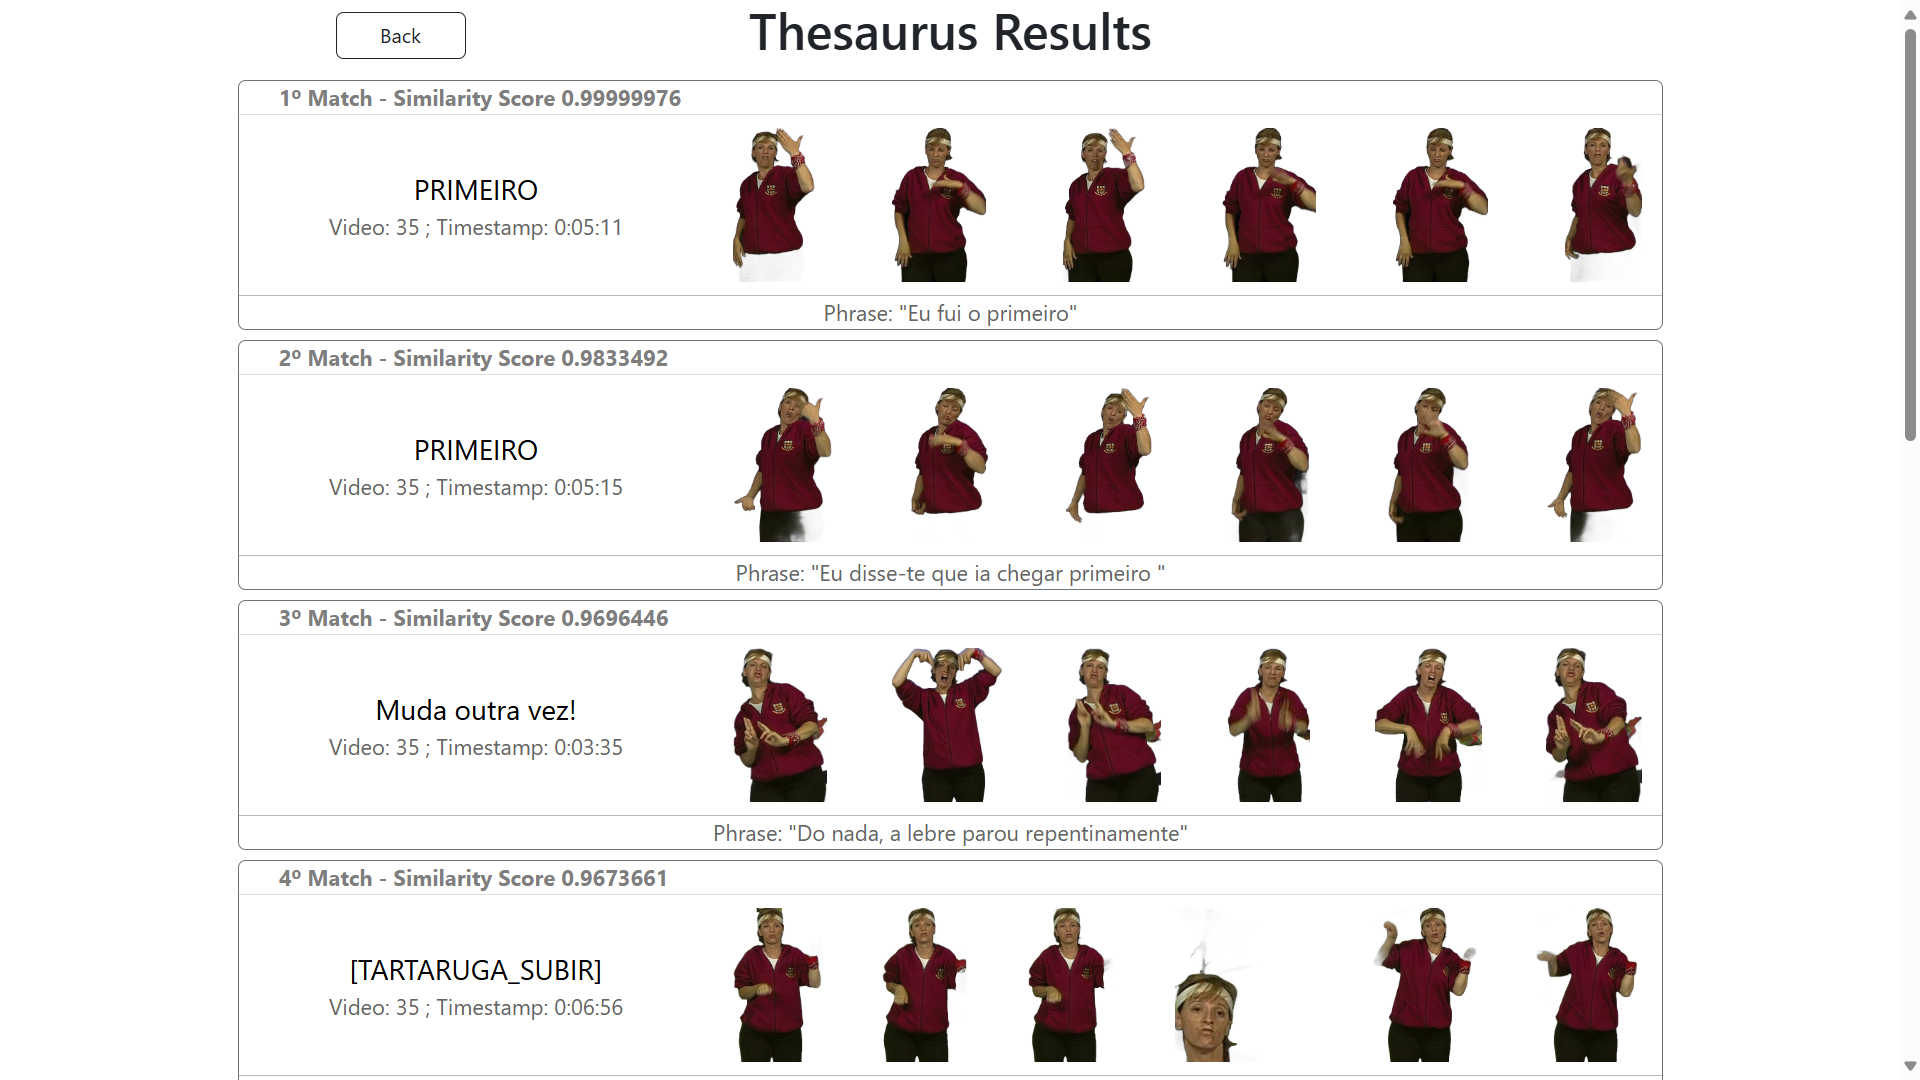 Back
Thesaurus Results
1º Match - Similarity Score 0.99999976
PRIMEIRO
Video: 35 ; Timestamp: 0:05:11
Phrase: "Eu fui o primeiro"
2º Match - Similarity Score 0.9833492
PRIMEIRO
Video: 35 ; Timestamp: 0:05:15
Phrase: "Eu disse-te que ia chegar primeiro "
3º Match - Similarity Score 0.9696446
Muda outra vez!
Video: 35 ; Timestamp: 0:03:35
Phrase: "Do nada, a lebre parou repentinamente"
4º Match - Similarity Score 0.9673661
[TARTARUGA_SUBIR]
Video: 35 ; Timestamp: 0:06:56